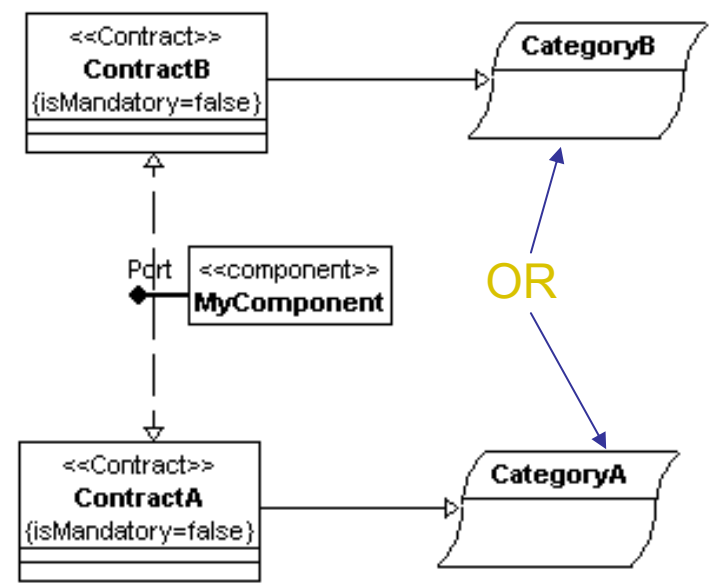 <<Contract>>
ContractB
{isMandatory=false}
CategoryB
Port
<<component>>
MyComponent
OR
<<Contract>>
ContractA
{isMandatory=false}
CategoryA